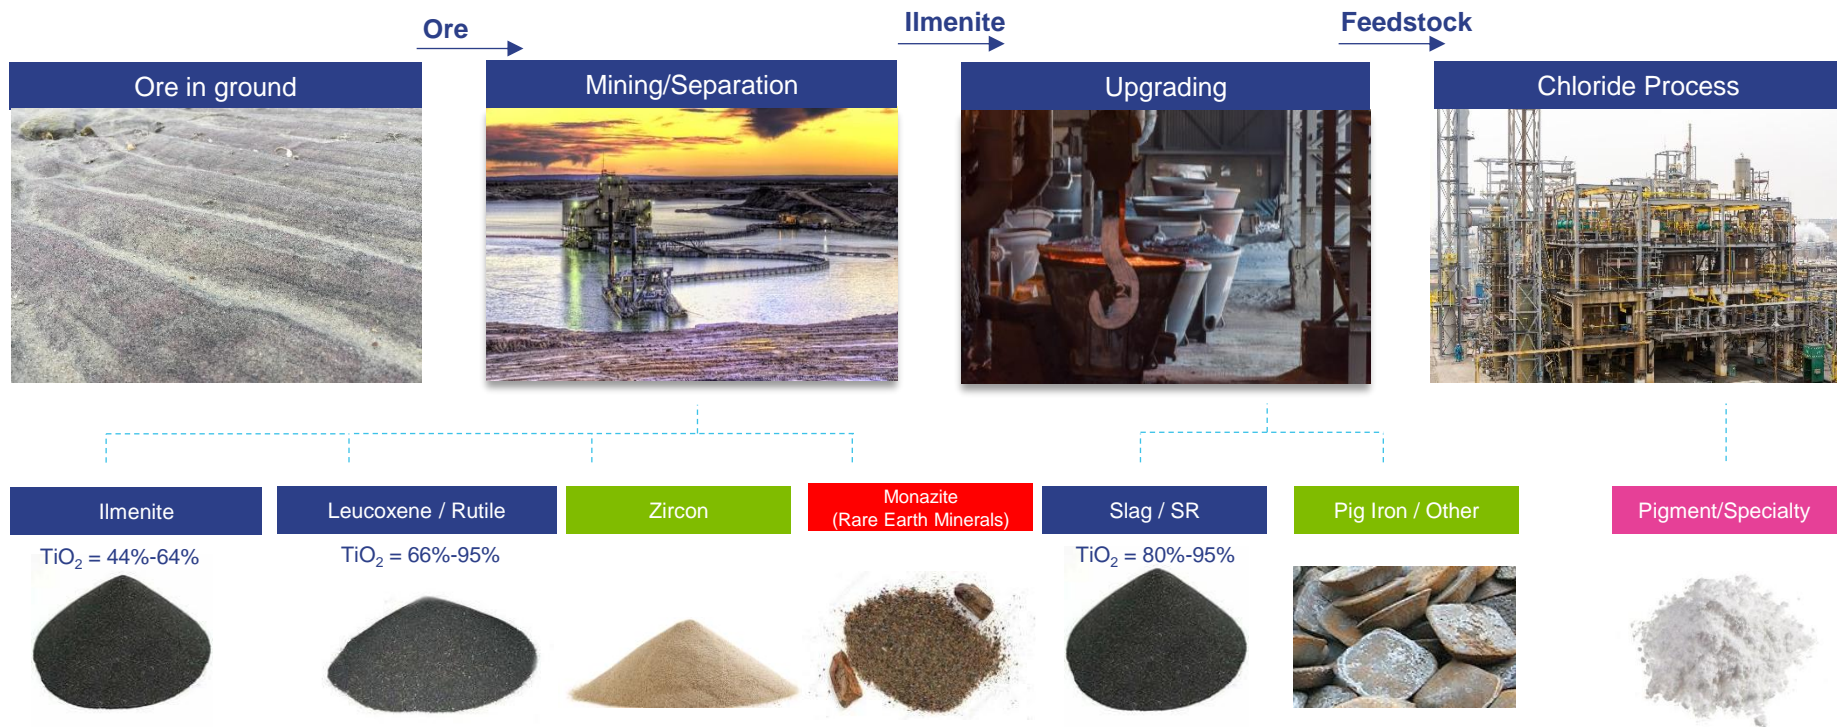 Ore
Ilmenite
Feedstock
Ore in ground
Mining/Separation
Upgrading
Chloride Process
Ilmenite
Leucoxene / Rutile
Zircon
Monazite
(Rare Earth Minerals)
Slag / SR
Pig Iron / Other
Pigment/Specialty
TiO₂ = 44%-64%
TiO₂ = 66%-95%
TiO₂ = 80%-95%